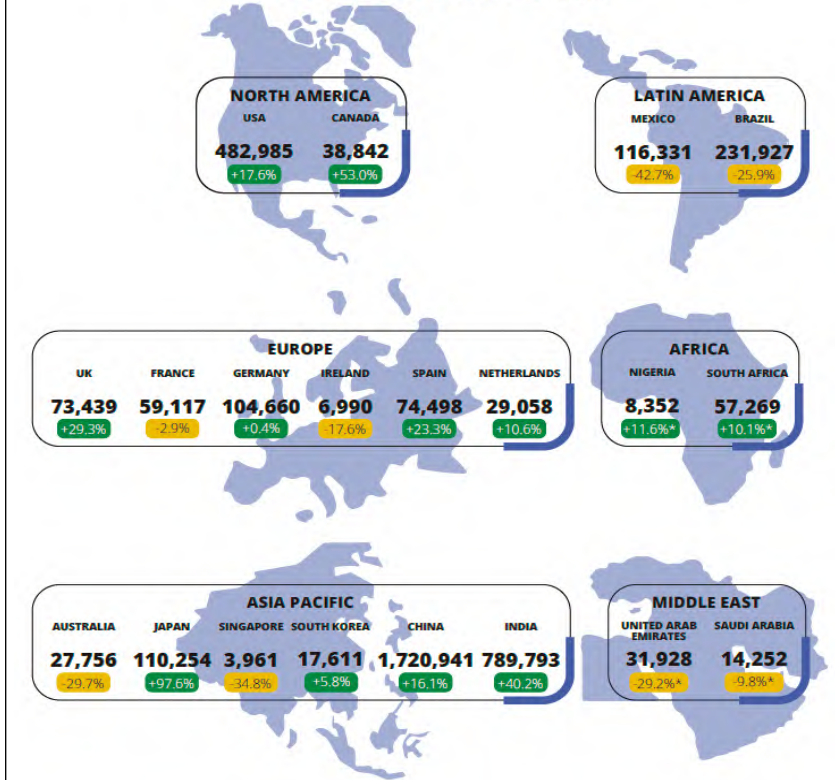 NORTH AMERICA
USA CANADA
482,985 38,842
+17.6% +53.0%
LATIN AMERICA
MEXICO BRAZIL
116,331 231,927
-42.7% -25.9%
EUROPE
UK FRANCE GERMANY IRELAND SPAIN NETHERLANDS
73,439 59,117 104,660 6,990 74,498 29,058
+29.3% -2.9% +0.4% -17.6% +23.3% +10.6%
AFRICA
NIGERIA SOUTH AFRICA
8,352 57,269
+11.6%* +10.1%*
ASIA PACIFIC
AUSTRALIA JAPAN SINGAPORE SOUTH KOREA CHINA INDIA
27,756 110,254 3,961 17,611 1,720,941 789,793
-29.7% +97.6% -34.8% +5.8% +16.1% +40.2%
MIDDLE EAST
UNITED ARAB SAUDI ARABIA
EMIRATES
31,928 14,252
-29.2%* -9.8%*